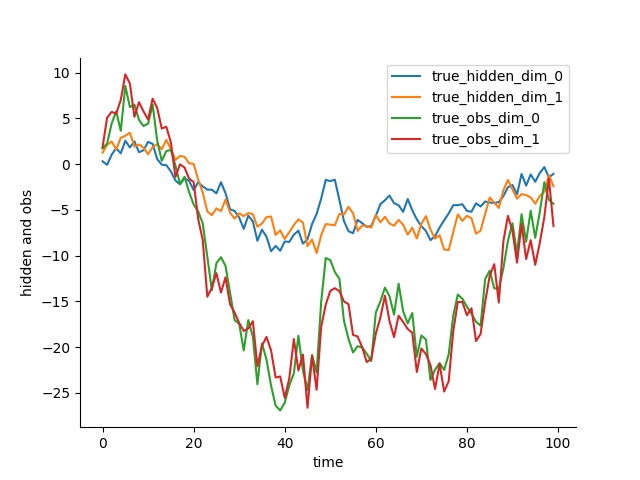 true_hidden_dim_0
true_hidden_dim_1
true_obs_dim_0
true_obs_dim_1
hidden and obs
10
5
0
−5
−10
−15
−20
−25
0 20 40 60 80 100
time